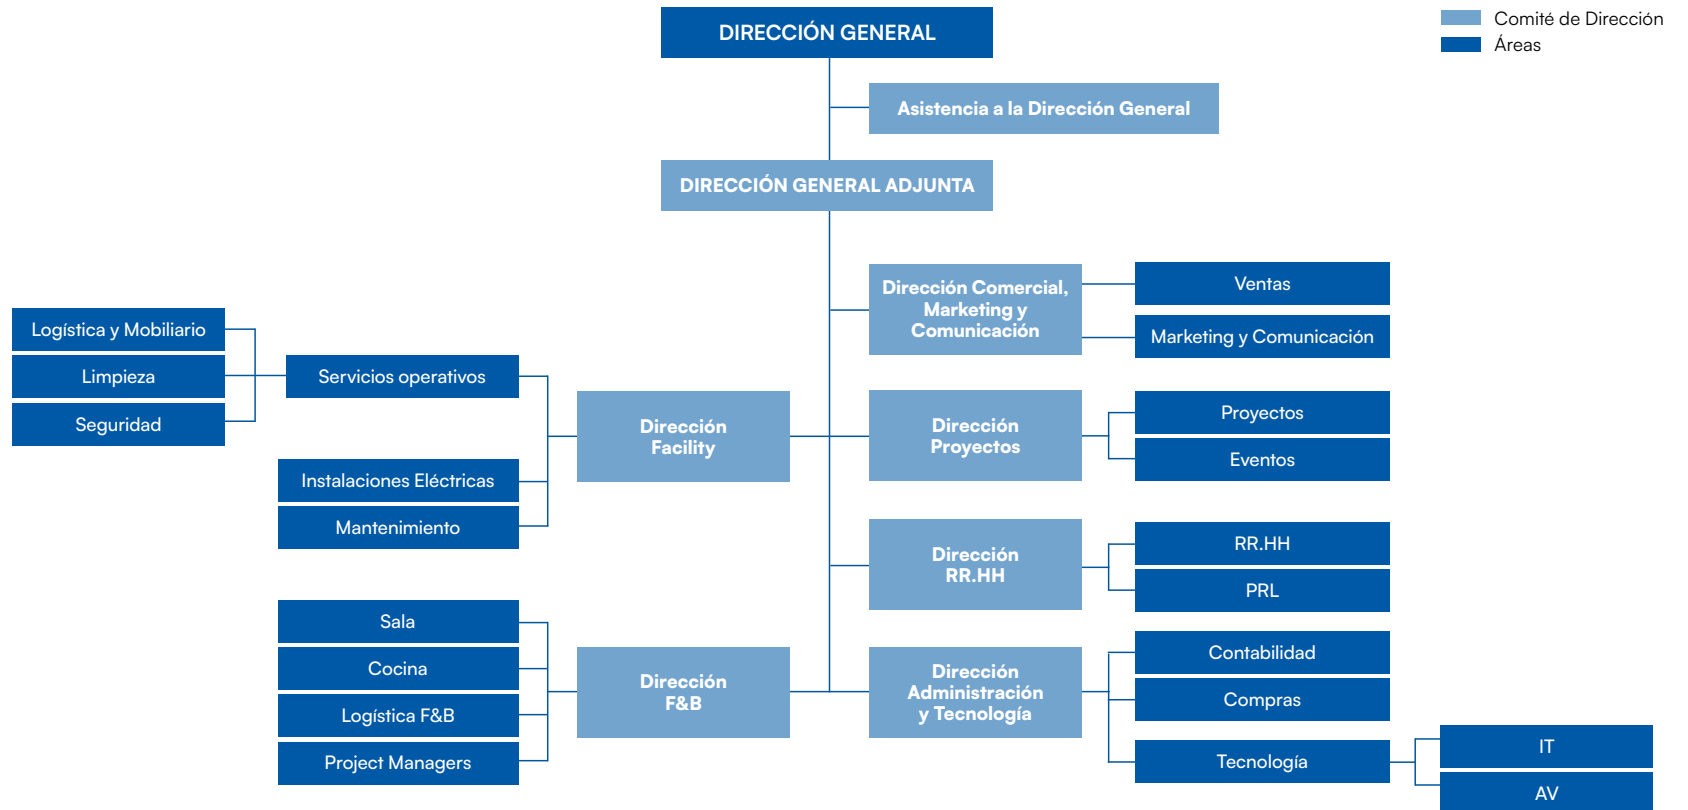 DIRECCIÓN GENERAL
Comité de Dirección
Áreas
Asistencia a la Dirección General
DIRECCIÓN GENERAL ADJUNTA
Dirección Comercial,
Marketing y
Comunicación
Ventas
Marketing y Comunicación
Logística y Mobiliario
Limpieza
Seguridad
Servicios operativos
Instalaciones Eléctricas
Mantenimiento
Dirección
Facility
Dirección
Proyectos
Proyectos
Eventos
Dirección
RR.HH
RR.HH
PRL
Sala
Cocina
Logística F&B
Project Managers
Dirección
F&B
Dirección
Administración
y Tecnología
Contabilidad
Compras
Tecnología
IT
AV